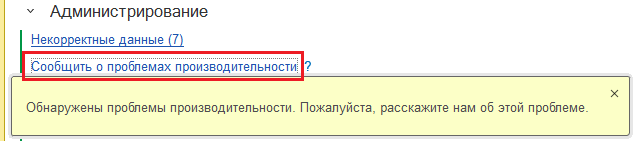 Администрирование
Некорректные данные (7)
Сообщить о проблемах производительности ?
Обнаружены проблемы производительности. Пожалуйста, расскажите нам об этой проблеме.